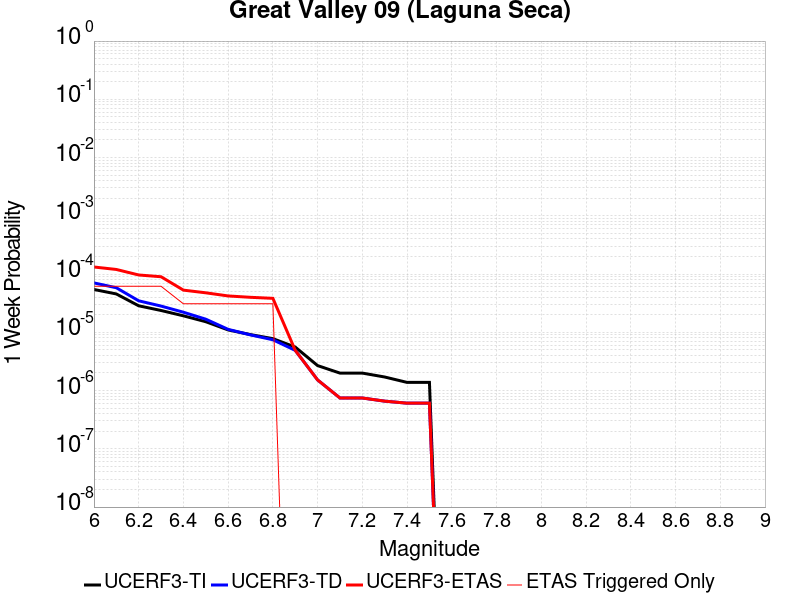 Great Valley 09 (Laguna Seca)
10^0
10^-1
10^-2
10^-3
10^-4
10^-5
10^-6
10^-7
10^-8
1 Week Probability
6 6.2 6.4 6.6 6.8 7 7.2 7.4 7.6 7.8 8 8.2 8.4 8.6 8.8 9
Magnitude
UCERF3-TI UCERF3-TD UCERF3-ETAS ETAS Triggered Only